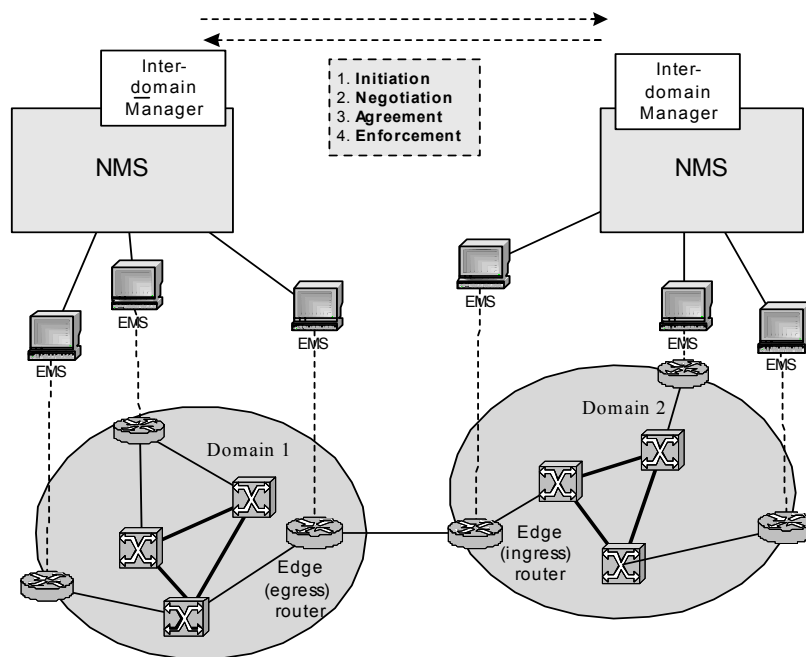 Inter-
domain
Manager
NMS
1. Initiation
2. Negotiation
3. Agreement
4. Enforcement
Inter-
domain
Manager
NMS
EMS
EMS
EMS
EMS
EMS
EMS
Domain 1
Edge
(egress)
router
Domain 2
Edge
(ingress)
router